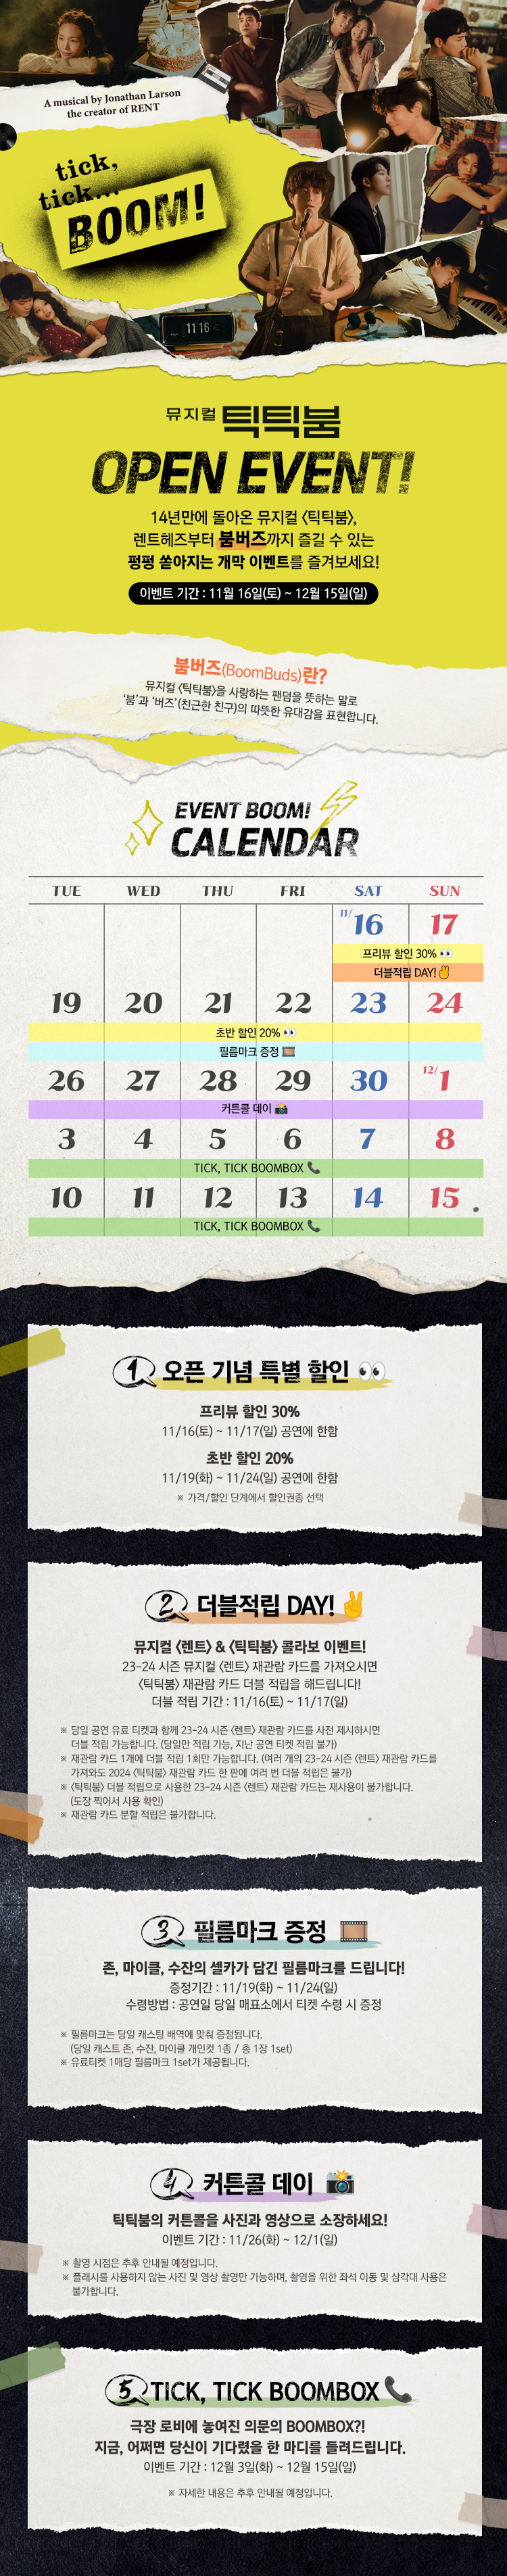 A musical by Jonathan Larson
the creator of RENT
tick,
tick...
BOOM!
11 16
뮤지컬 틱틱붐
OPEN EVENT!
14년만에 돌아온 뮤지컬 〈틱틱붐〉,
렌트헤즈부터 붐버즈까지 즐길 수 있는
펑펑 쏟아지는 개막 이벤트를 즐겨보세요!
이벤트 기간 : 11월 16일(토) ~ 12월 15일(일)
붐버즈(BoomBuds)란?
뮤지컬 〈틱틱붐〉을 사랑하는 팬덤을 뜻하는 말로
'붐'과 '버즈'(친근한 친구)의 따뜻한 유대감을 표현합니다.
EVENT BOOM!
CALENDAR
TUE WED THU FRI SAT SUN
11/16 17
프리뷰 할인 30% 👀
더블적립 DAY!✌
19 20 21 22 23 24
초반 할인 20% 👀
필름마크 증정 🎞
26 27 28 29 30 12/1
커튼콜 데이 📸
3 4 5 6 7 8
TICK, TICK BOOMBOX 📞
10 11 12 13 14 15
TICK, TICK BOOMBOX 📞
1 오픈 기념 특별 할인 👀
프리뷰 할인 30%
11/16(토) ~ 11/17(일) 공연에 한함
초반 할인 20%
11/19(화) ~ 11/24(일) 공연에 한함
※ 가격/할인 단계에서 할인권종 선택
2 더블적립 DAY!✌
뮤지컬 〈렌트〉 & 〈틱틱붐〉 콜라보 이벤트!
23-24 시즌 뮤지컬 〈렌트〉 재관람 카드를 가져오시면
〈틱틱붐〉 재관람 카드 더블 적립을 해드립니다!
더블 적립 기간 : 11/16(토) ~ 11/17(일)
※ 당일 공연 유료 티켓과 함께 23-24 시즌 〈렌트〉 재관람 카드를 사전 제시하시면
더블 적립 가능합니다. (당일만 적립 가능, 지난 공연 티켓 적립 불가)
※ 재관람 카드 1개에 더블 적립 1회만 가능합니다. (여러 개의 23-24 시즌 〈렌트〉 재관람 카드를
가져와도 2024 〈틱틱붐〉 재관람 카드 한 판에 여러 번 더블 적립은 불가)
※ 〈틱틱붐〉 더블 적립으로 사용한 23-24 시즌 〈렌트〉 재관람 카드는 재사용이 불가합니다.
(도장 찍어서 사용 확인)
※ 재관람 카드 분할 적립은 불가합니다.
3 필름마크 증정 🎞
존, 마이클, 수잔의 셀카가 담긴 필름마크를 드립니다!
증정기간 : 11/19(화) ~ 11/24(일)
수령방법 : 공연일 당일 매표소에서 티켓 수령 시 증정
※ 필름마크는 당일 캐스팅 배역에 맞춰 증정됩니다.
(당일 캐스트 존, 수잔, 마이클 개인컷 1종 / 총 1장 1set)
※ 유료티켓 1매당 필름마크 1set가 제공됩니다.
4 커튼콜 데이 📸
틱틱붐의 커튼콜을 사진과 영상으로 소장하세요!
이벤트 기간 : 11/26(화) ~ 12/1(일)
※ 촬영 시점은 추후 안내될 예정입니다.
※ 플래시를 사용하지 않는 사진 및 영상 촬영만 가능하며, 촬영을 위한 좌석 이동 및 삼각대 사용은
불가합니다.
5 TICK, TICK BOOMBOX 📞
극장 로비에 놓여진 의문의 BOOMBOX?!
지금, 어쩌면 당신이 기다렸을 한 마디를 들려드립니다.
이벤트 기간 : 12월 3일(화) ~ 12월 15일(일)
※ 자세한 내용은 추후 안내될 예정입니다.